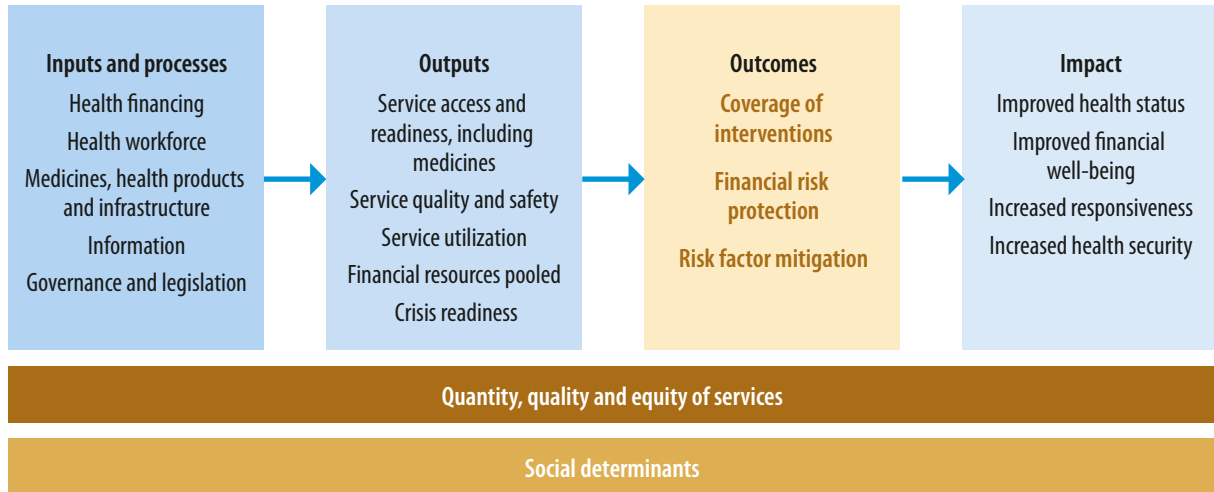 Inputs and processes
Health financing
Health workforce
Medicines, health products
and infrastructure
Information
Governance and legislation
Outputs
Service access and
readiness, including
medicines
Service quality and safety
Service utilization
Financial resources pooled
Crisis readiness
Outcomes
Coverage of
interventions
Financial risk
protection
Risk factor mitigation
Impact
Improved health status
Improved financial
well-being
Increased responsiveness
Increased health security
Quantity, quality and equity of services
Social determinants